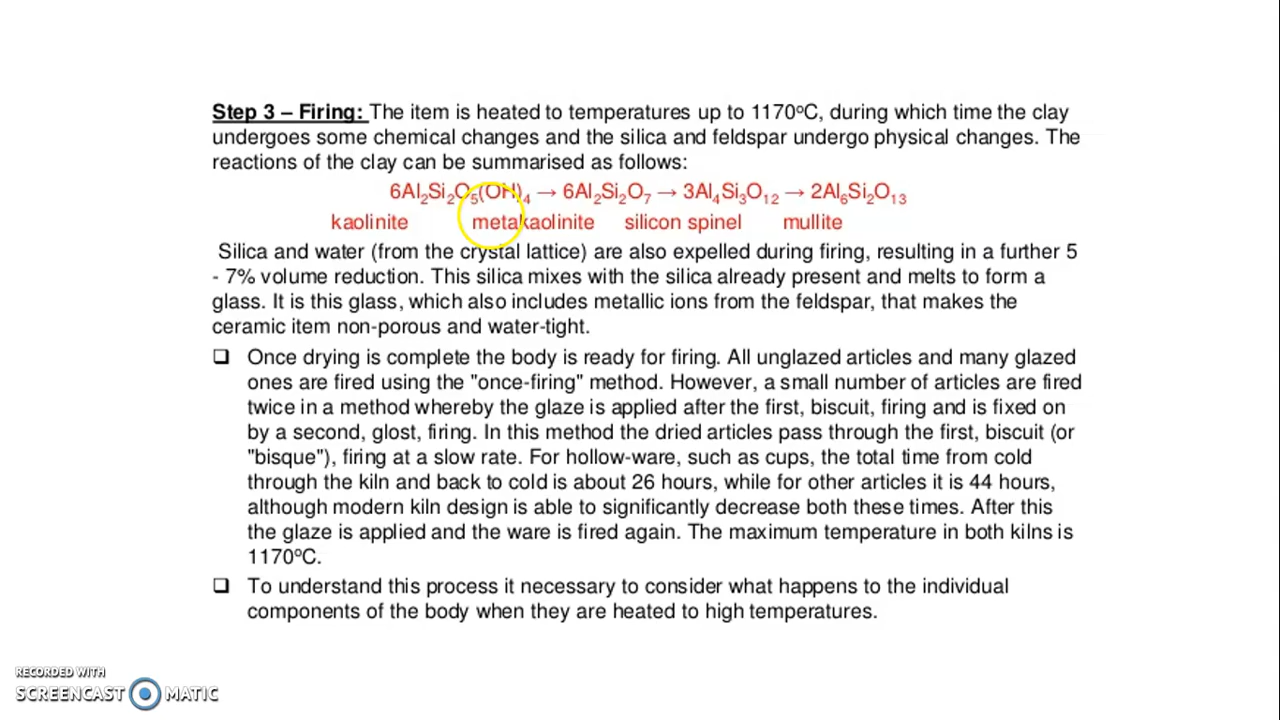 Step 3 – Firing: The item is heated to temperatures up to 1170ºC, during which time the clay
undergoes some chemical changes and the silica and feldspar undergo physical changes. The
reactions of the clay can be summarised as follows:
6Al₂Si₂O₅(OH)₄ → 6Al₂Si₂O₇ → 3Al₄Si₃O₁₂ → 2Al₆Si₂O₁₃
kaolinite metakaolinite silicon spinel mullite
Silica and water (from the crystal lattice) are also expelled during firing, resulting in a further 5
- 7% volume reduction. This silica mixes with the silica already present and melts to form a
glass. It is this glass, which also includes metallic ions from the feldspar, that makes the
ceramic item non-porous and water-tight.
❑ Once drying is complete the body is ready for firing. All unglazed articles and many glazed
ones are fired using the "once-firing" method. However, a small number of articles are fired
twice in a method whereby the glaze is applied after the first, biscuit, firing and is fixed on
by a second, glost, firing. In this method the dried articles pass through the first, biscuit (or
"bisque"), firing at a slow rate. For hollow-ware, such as cups, the total time from cold
through the kiln and back to cold is about 26 hours, while for other articles it is 44 hours,
although modern kiln design is able to significantly decrease both these times. After this
the glaze is applied and the ware is fired again. The maximum temperature in both kilns is
1170ºC.
❑ To understand this process it necessary to consider what happens to the individual
components of the body when they are heated to high temperatures.
RECORDED WITH
SCREENCAST MATIC